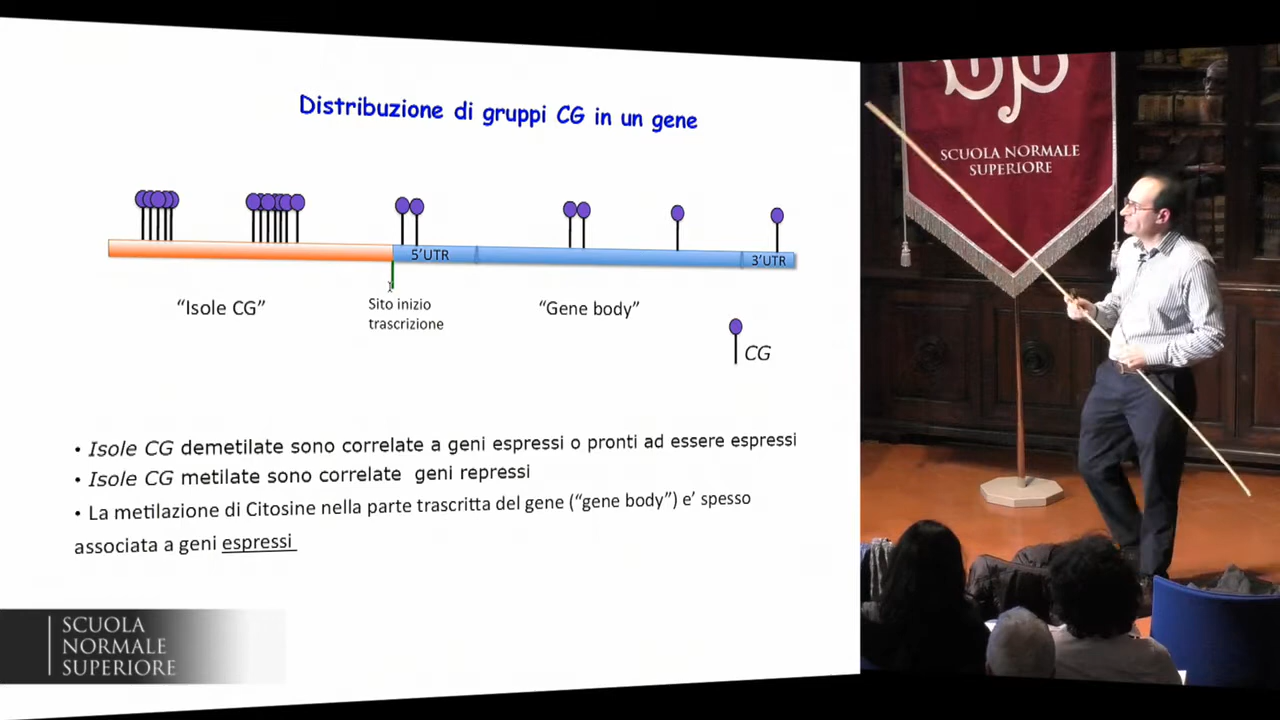 Distribuzione di gruppi CG in un gene
5'UTR
3'UTR
"Isole CG"
Sito inizio
trascrizione
"Gene body"
CG
• Isole CG demetilate sono correlate a geni espressi o pronti ad essere espressi
• Isole CG metilate sono correlate geni repressi
• La metilazione di Citosine nella parte trascritta del gene ("gene body") e' spesso
associata a geni espressi
SCUOLA
NORMALE
SUPERIORE
SCUOLA NORMALE
SUPERIORE